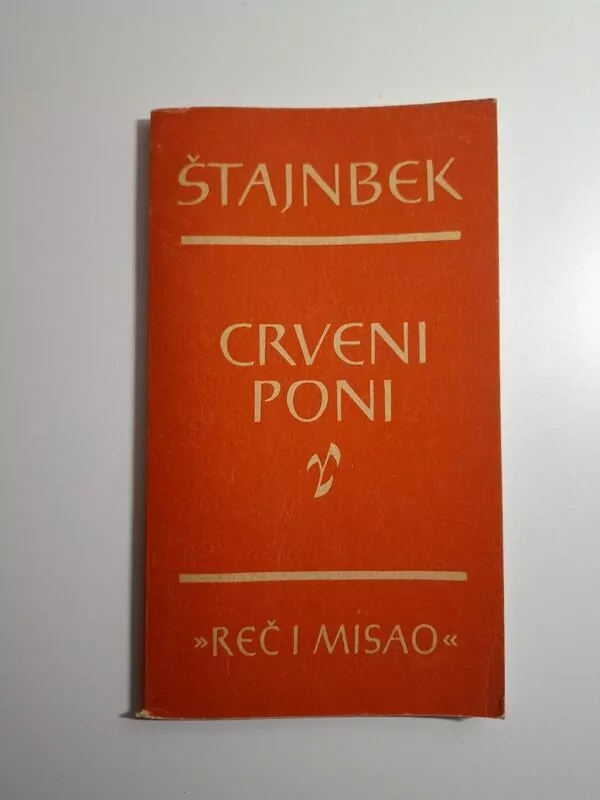 ŠTAJNBEK
CRVENI
PONI
»REČ I MISAO«